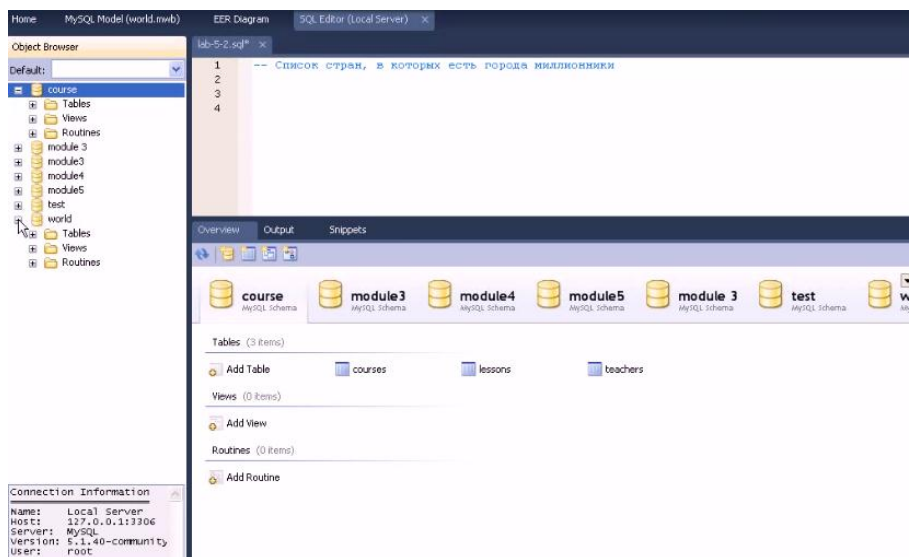 Home MySQL Model (world.mwb) EER Diagram SQL Editor (Local Server) ×
Object Browser
Default:
course
Tables
Views
Routines
module 3
module3
module4
module5
test
world
Tables
Views
Routines
Connection Information
Name: Local Server
Host: 127.0.0.1:3306
Server: MySQL
Version: 5.1.40-community
User: root
lab-5-2.sql* ×
1 -- Список стран, в которых есть города миллионники
2
3
4
Overview Output Snippets
course module3 module4 module5 module 3 test w
MySQL Schema MySQL Schema MySQL Schema MySQL Schema MySQL Schema MySQL Schema
Tables (3 items)
Add Table courses lessons teachers
Views (0 items)
Add View
Routines (0 items)
Add Routine